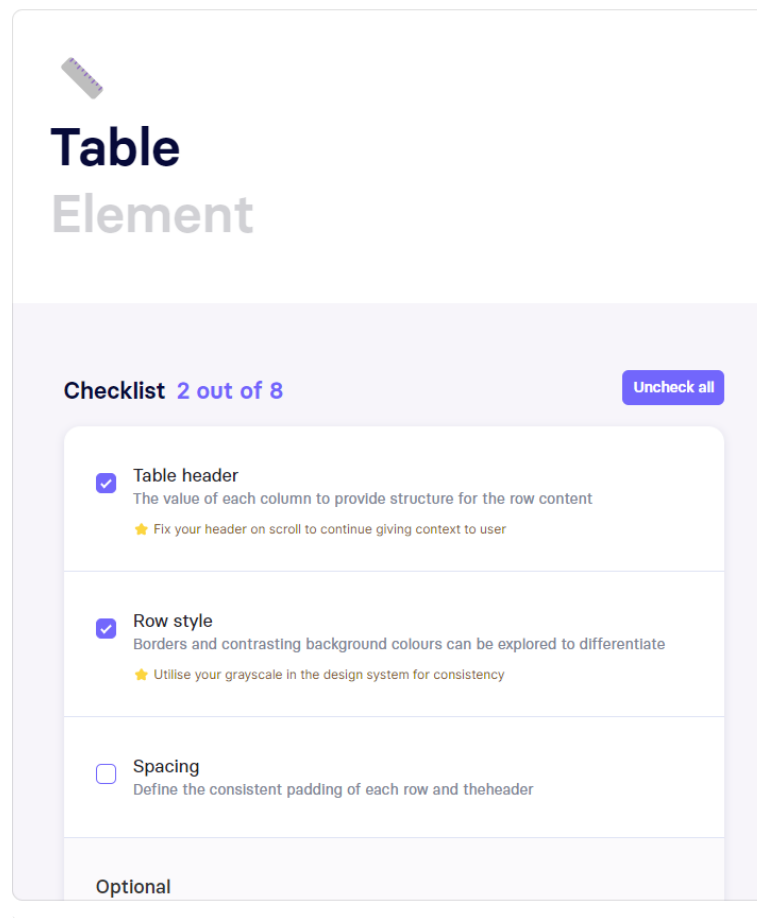 Table
Element
Checklist 2 out of 8
Uncheck all
Table header
The value of each column to provide structure for the row content
Fix your header on scroll to continue giving context to user
Row style
Borders and contrasting background colours can be explored to differentiate
Utilise your grayscale in the design system for consistency
Spacing
Define the consistent padding of each row and theheader
Optional